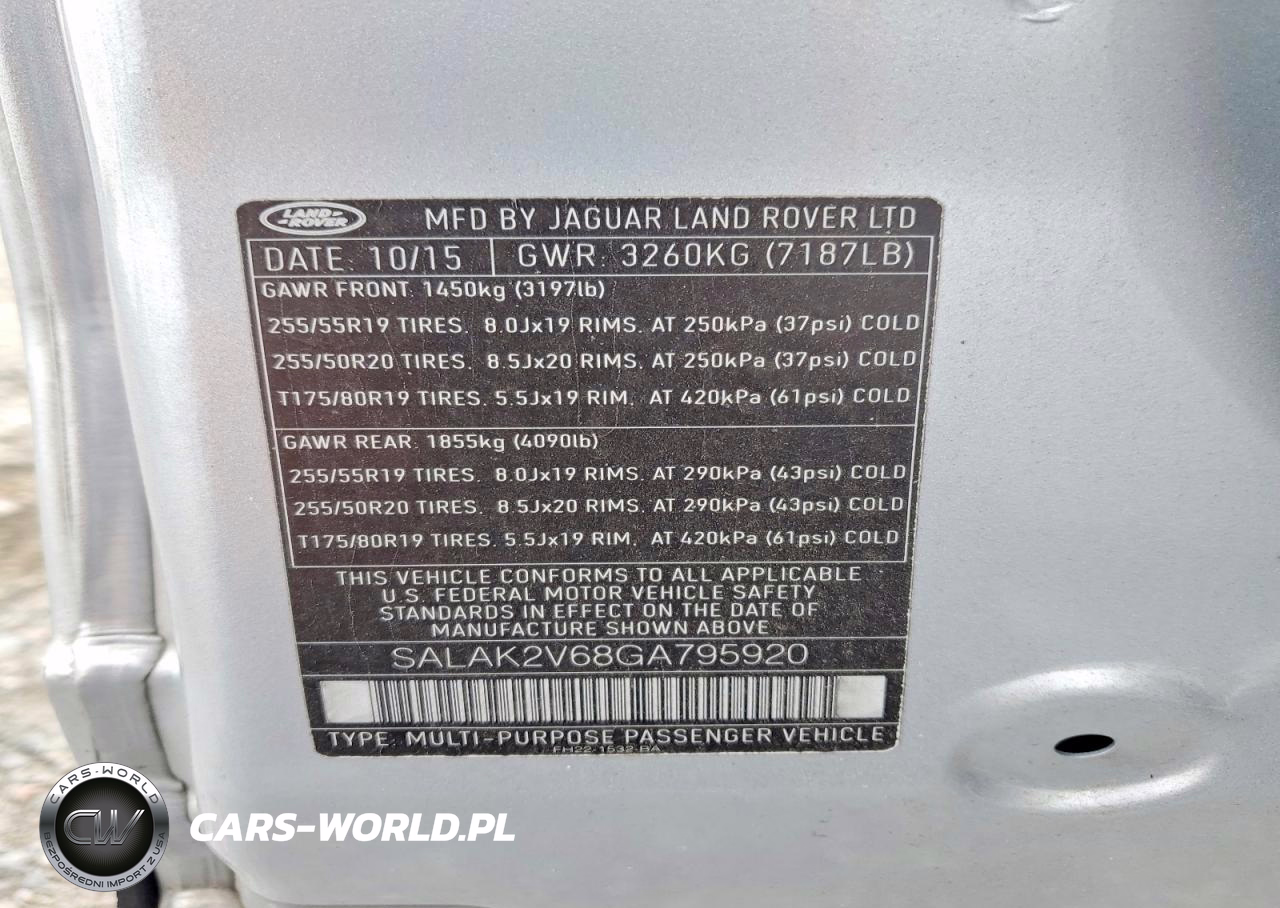 LAND-
-ROVER
MFD BY JAGUAR LAND ROVER LTD
DATE. 10/15 GWR: 3260KG (7187LB)
GAWR FRONT: 1450kg (3197lb)
255/55R19 TIRES. 8.0Jx19 RIMS. AT 250kPa (37psi) COLD
255/50R20 TIRES. 8.5Jx20 RIMS. AT 250kPa (37psi) COLD
T175/80R19 TIRES. 5.5Jx19 RIM. AT 420kPa (61psi) COLD
GAWR REAR: 1855kg (4090lb)
255/55R19 TIRES. 8.0Jx19 RIMS. AT 290kPa (43psi) COLD
255/50R20 TIRES. 8.5Jx20 RIMS. AT 290kPa (43psi) COLD
T175/80R19 TIRES. 5.5Jx19 RIM. AT 420kPa (61psi) COLD
THIS VEHICLE CONFORMS TO ALL APPLICABLE
U.S. FEDERAL MOTOR VEHICLE SAFETY
STANDARDS IN EFFECT ON THE DATE OF
MANUFACTURE SHOWN ABOVE
SALAK2V68GA795920
TYPE: MULTI-PURPOSE PASSENGER VEHICLE
FH22-1532-BA
CARS-WORLD
CW
BEZPOŚREDNI IMPORT Z USA
CARS-WORLD.PL